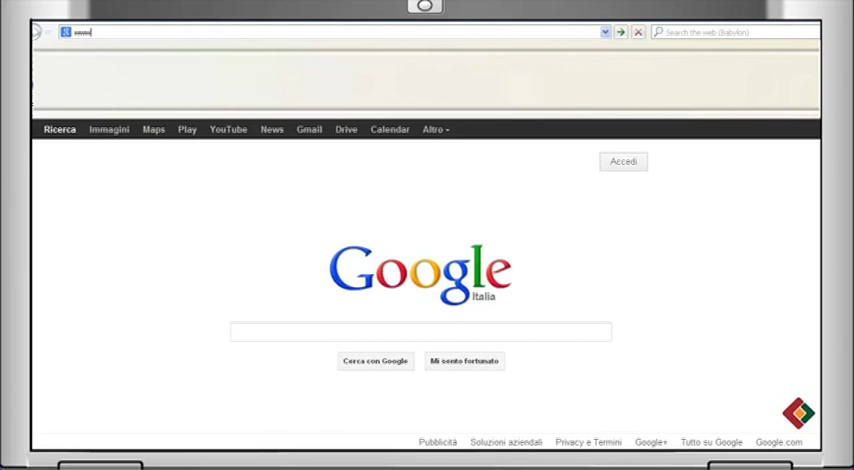 www
Search the web (Babylon)
Ricerca Immagini Maps Play YouTube News Gmail Drive Calendar Altro
Accedi
Google
Italia
Cerca con Google Mi sento fortunato
Pubblicità Soluzioni aziendali Privacy e Termini Google+ Tutto su Google Google.com